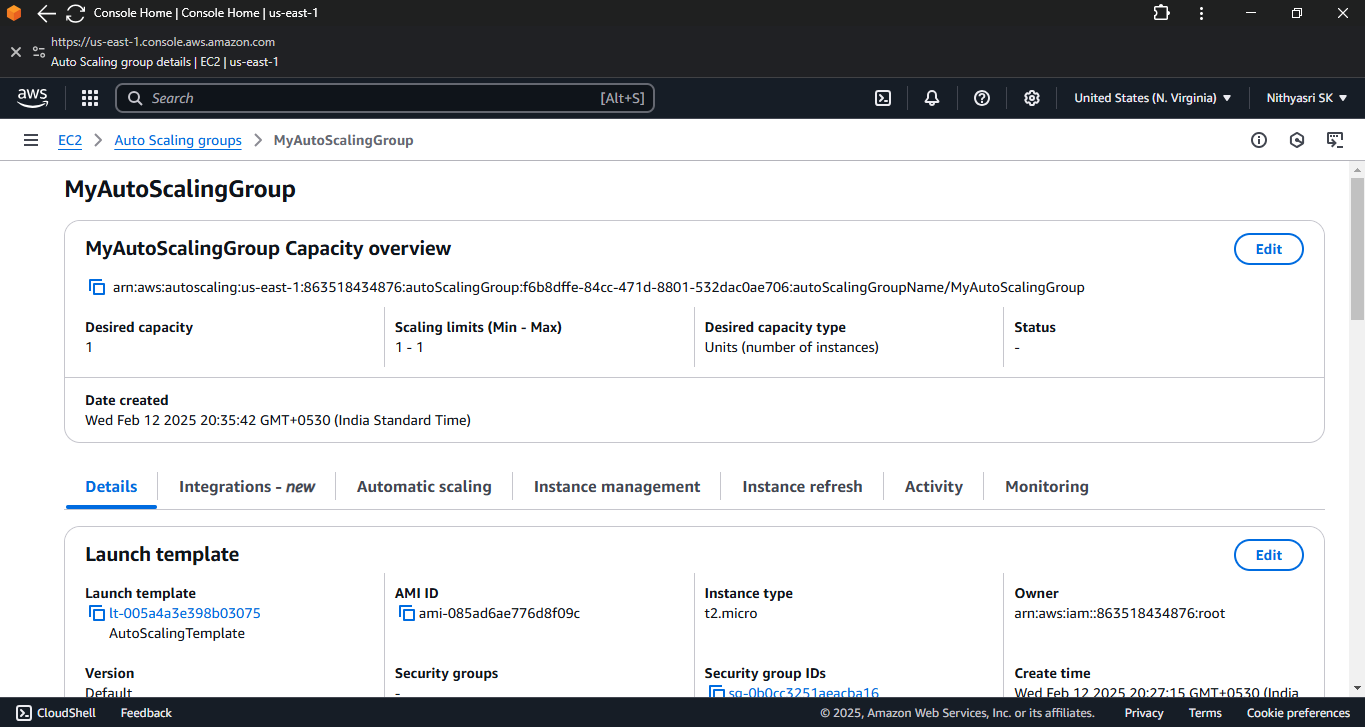 Console Home | Console Home | us-east-1
https://us-east-1.console.aws.amazon.com
Auto Scaling group details | EC2 | us-east-1
aws
Search [Alt+S]
United States (N. Virginia)
Nithyasri SK
EC2 > Auto Scaling groups > MyAutoScalingGroup
MyAutoScalingGroup
MyAutoScalingGroup Capacity overview
Edit
arn:aws:autoscaling:us-east-1:863518434876:autoScalingGroup:f6b8dffe-84cc-471d-8801-532dac0ae706:autoScalingGroupName/MyAutoScalingGroup
Desired capacity
1
Scaling limits (Min - Max)
1 - 1
Desired capacity type
Units (number of instances)
Status
-
Date created
Wed Feb 12 2025 20:35:42 GMT+0530 (India Standard Time)
Details
Integrations - new
Automatic scaling
Instance management
Instance refresh
Activity
Monitoring
Launch template
Edit
Launch template
lt-005a4a3e398b03075
AutoScalingTemplate
AMI ID
ami-085ad6ae776d8f09c
Instance type
t2.micro
Owner
arn:aws:iam::863518434876:root
Version
Default
Security groups
-
Security group IDs
sg-0b0cc3251aeacba16
Create time
Wed Feb 12 2025 20:27:15 GMT+0530 (India
CloudShell
Feedback
© 2025, Amazon Web Services, Inc. or its affiliates.
Privacy
Terms
Cookie preferences